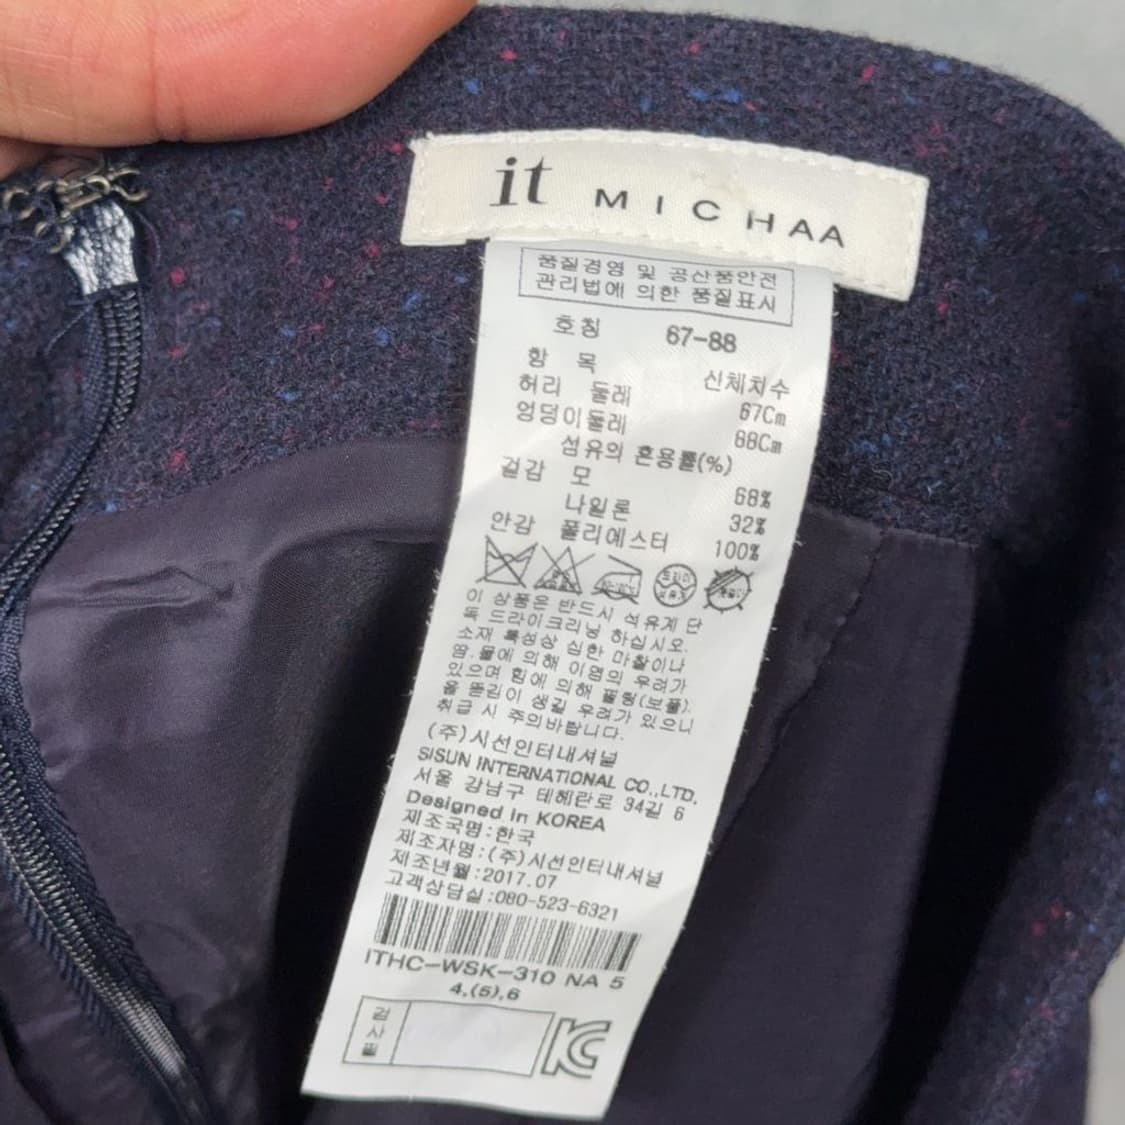 it MICHAA
품질경영 및 공산품안전
관리법에 의한 품질표시
호칭 67-88
항 목 신체치수
허리 둘레 67Cm
엉덩이둘레 88Cm
섬유의 혼용률(%)
겉감 모 68%
나일론 32%
안감 폴리에스터 100%
드라이
석유계
이 상품은 반드시 석유계 단
독 드라이크리닝 하십시오.
소재 특성상 심한 마찰이나
땀.물에 의해 이염의 우려가
있으며 힘에 의해 필링(보풀).
올 뜯김이 생길 우려가 있으니
취급 시 주의바랍니다.
(주)시선인터내셔널
SISUN INTERNATIONAL CO.,LTD.
서울 강남구 테헤란로 34길 6
Designed in KOREA
제조국명:한국
제조자명:(주)시선인터내셔널
제조년월:2017.07
고객상담실:080-523-6321
ITHC-WSK-310 NA 5
4,(5),6
검사필
KC